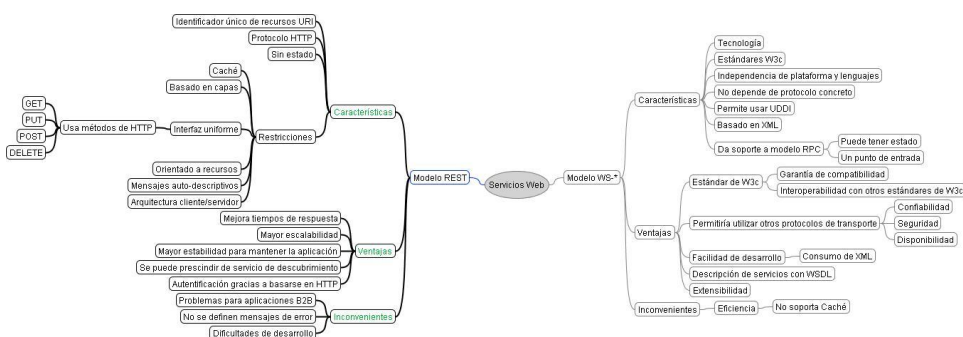 Servicios Web
Modelo REST
Características
Identificador único de recursos URI
Protocolo HTTP
Sin estado
Restricciones
Caché
Basado en capas
Interfaz uniforme
Usa métodos de HTTP
GET
PUT
POST
DELETE
Orientado a recursos
Mensajes auto-descriptivos
Arquitectura cliente/servidor
Ventajas
Mejora tiempos de respuesta
Mayor escalabilidad
Mayor estabilidad para mantener la aplicación
Se puede prescindir de servicio de descubrimiento
Autentificación gracias a basarse en HTTP
Inconvenientes
Problemas para aplicaciones B2B
No se definen mensajes de error
Dificultades de desarrollo
Modelo WS-*
Características
Tecnología
Estándares W3c
Independencia de plataforma y lenguajes
No depende de protocolo concreto
Permite usar UDDI
Basado en XML
Da soporte a modelo RPC
Puede tener estado
Un punto de entrada
Ventajas
Estándar de W3c
Garantía de compatibilidad
Interoperabilidad con otros estándares de W3c
Permitiría utilizar otros protocolos de transporte
Confiabilidad
Seguridad
Disponibilidad
Facilidad de desarrollo
Consumo de XML
Descripción de servicios con WSDL
Extensibilidad
Inconvenientes
Eficiencia
No soporta Caché